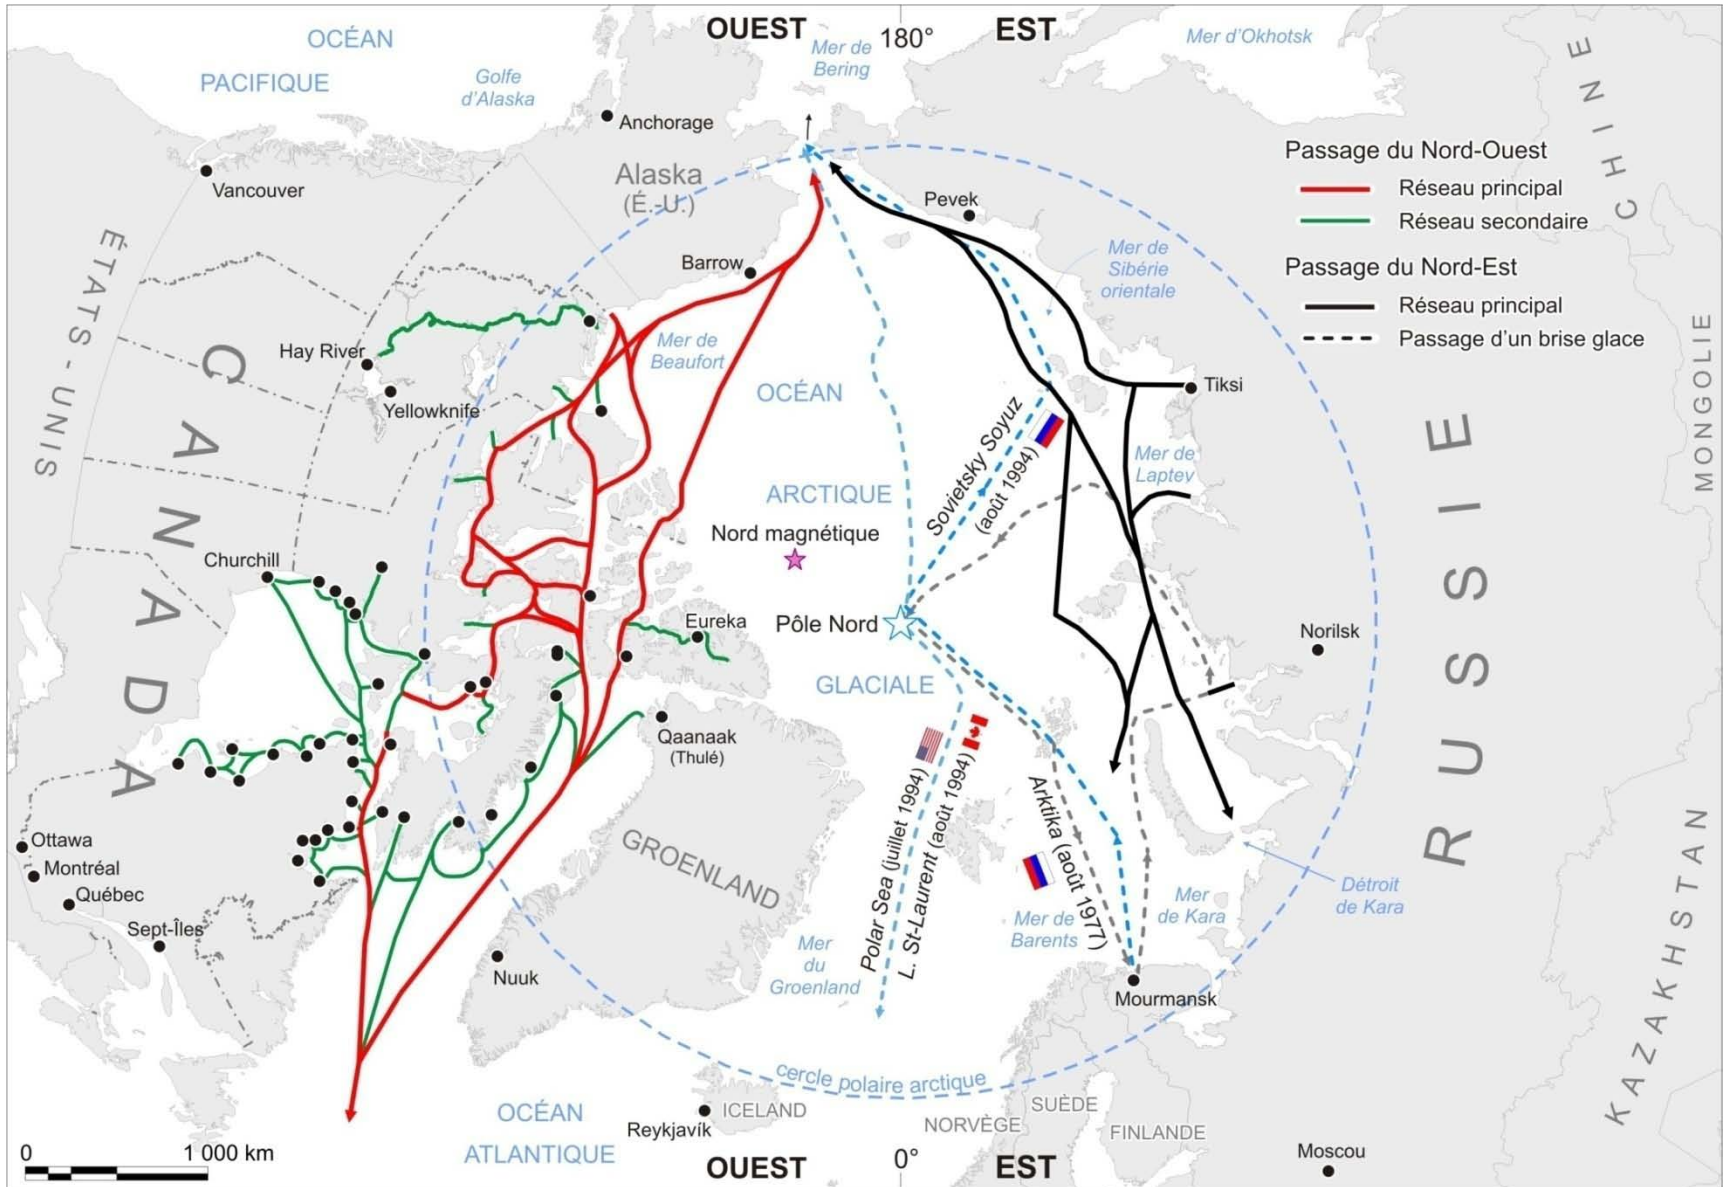 OUEST
180°
EST
OCÉAN
PACIFIQUE
Golfe
d'Alaska
Mer de
Bering
Mer d'Okhotsk
CHINE
Anchorage
Vancouver
Alaska
(É.-U.)
Pevek
Passage du Nord-Ouest
Réseau principal
Réseau secondaire
Passage du Nord-Est
Réseau principal
Passage d'un brise glace
ÉTATS-UNIS
CANADA
Barrow
Mer de
Sibérie
orientale
Hay River
Yellowknife
Mer de
Beaufort
OCÉAN
ARCTIQUE
GLACIALE
Tiksi
Mer de
Laptev
Sovietsky Soyuz
(août 1994)
Nord magnétique
Pôle Nord
Churchill
Eureka
Norilsk
RUSSIE
MONGOLIE
KAZAKHSTAN
Qaanaak
(Thulé)
Polar Sea (juillet 1994)
L. St-Laurent (août 1994)
Arktika (août 1977)
GROENLAND
Ottawa
Montréal
Québec
Sept-Îles
Nuuk
Mer
du
Groenland
Mer de
Barents
Mer
de Kara
Détroit
de Kara
Mourmansk
cercle polaire arctique
ICELAND
Reykjavík
OCÉAN
ATLANTIQUE
NORVÈGE
SUÈDE
FINLANDE
Moscou
0
1 000 km
OUEST
0°
EST